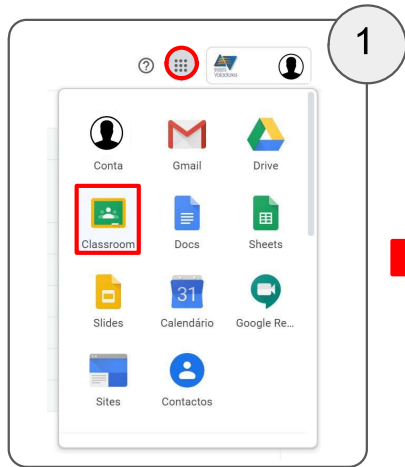 1
Conta Gmail Drive
Classroom Docs Sheets
31
Slides Calendário Google Re...
Sites Contactos